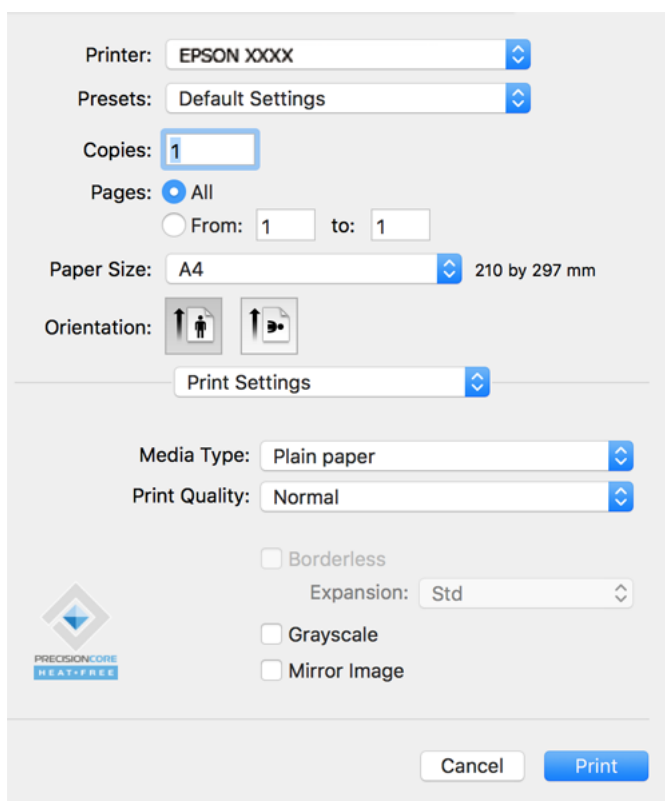 Printer: EPSON XXXX
Presets: Default Settings
Copies: 1
Pages: All
From: 1 to: 1
Paper Size: A4 210 by 297 mm
Orientation:
Print Settings
Media Type: Plain paper
Print Quality: Normal
Borderless
Expansion: Std
Grayscale
Mirror Image
PRECISIONCORE
HEAT•FREE
Cancel Print